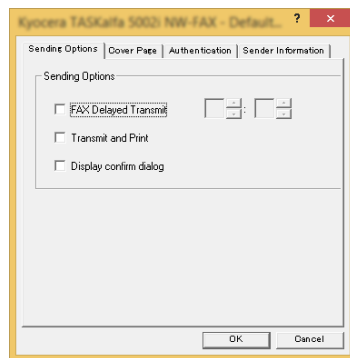 Kyocera TASKalfa 5002i NW-FAX - Default... ? ×
Sending Options Cover Page Authentication Sender Information
Sending Options
FAX Delayed Transmit :
Transmit and Print
Display confirm dialog
OK Cancel